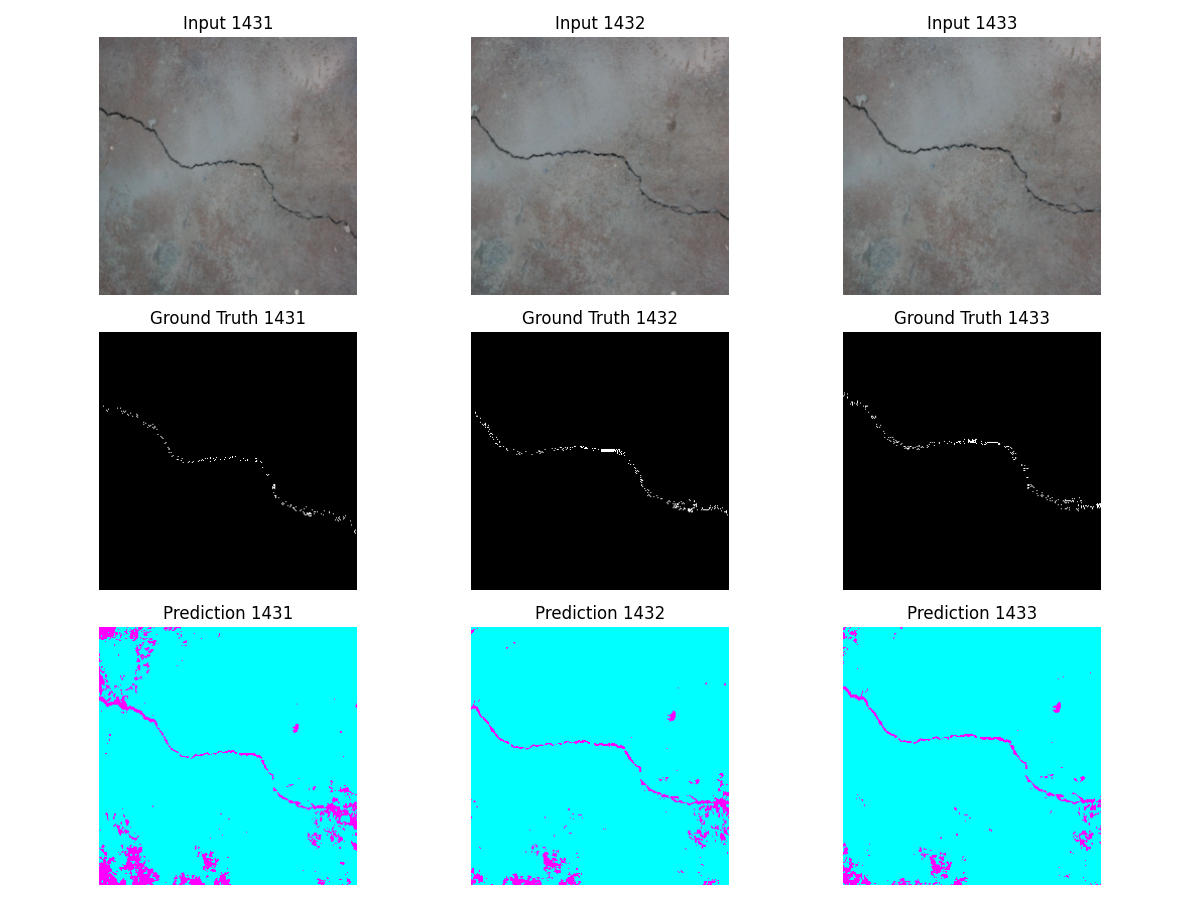 Input 1431
Input 1432
Input 1433
Ground Truth 1431
Ground Truth 1432
Ground Truth 1433
Prediction 1431
Prediction 1432
Prediction 1433